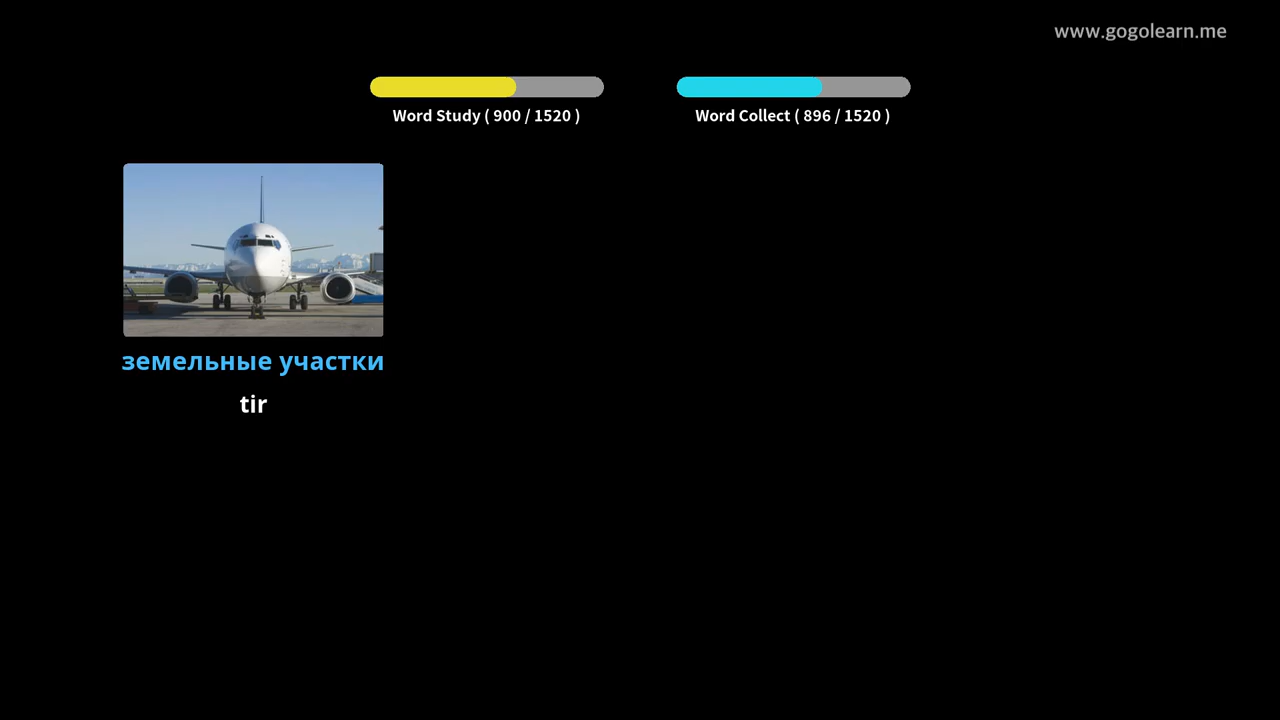 www.gogolearn.me
Word Study ( 900 / 1520 )
Word Collect ( 896 / 1520 )
земельные участки
tir